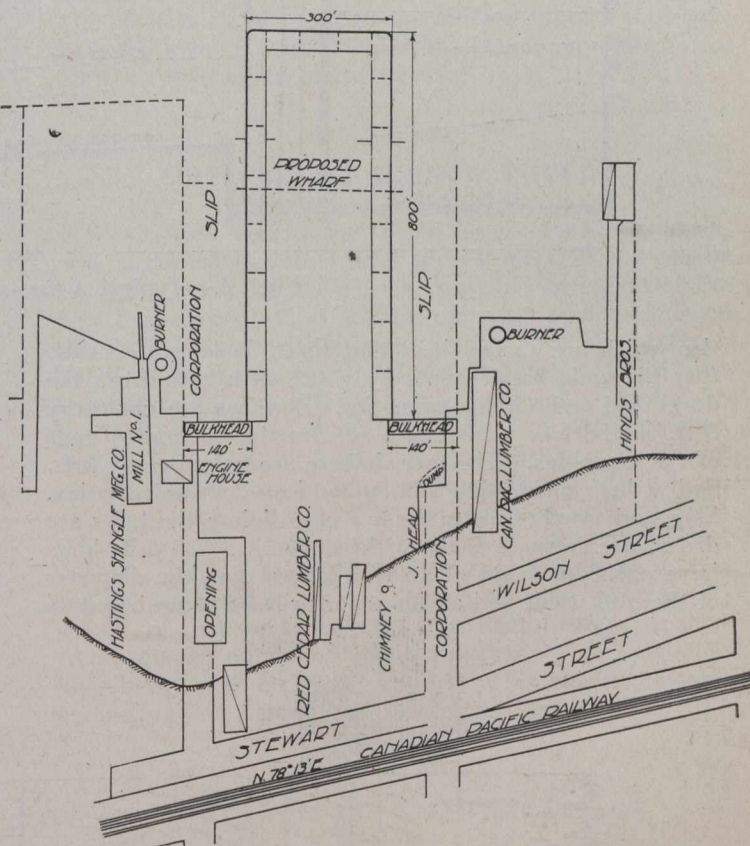 300'
PROPOSED
WHARF
SLIP
800'
SLIP
CORPORATION
BURNER
BURNER
HINDS BROS.
BULKHEAD
BULKHEAD
140'
140'
MILL No 1.
HASTINGS SHINGLE MFG. CO.
ENGINE
HOUSE
DUMP
CAN. PAC. LUMBER CO.
J. HEAD
OPENING
RED CEDAR LUMBER CO.
CHIMNEY
CORPORATION
WILSON STREET
STREET
STEWART
CANADIAN PACIFIC RAILWAY
N. 78° 13' E